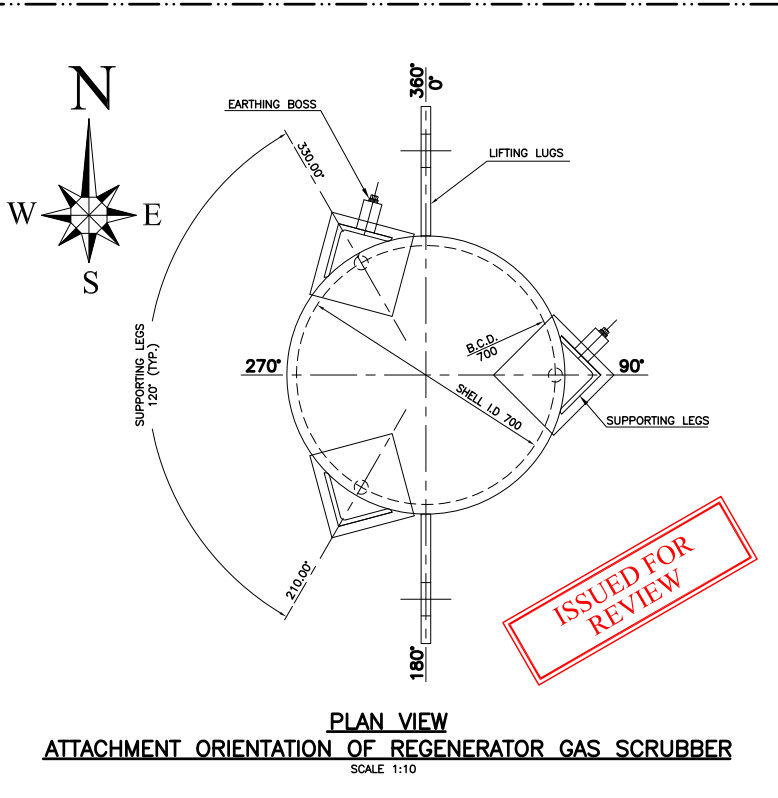 N
W
E
S
EARTHING BOSS
360°
0°
330.00°
LIFTING LUGS
SUPPORTING LEGS
120° (TYP.)
270°
B.C.D.
700
90°
SHELL I.D 700
SUPPORTING LEGS
210.00°
180°
ISSUED FOR
REVIEW
PLAN VIEW
ATTACHMENT ORIENTATION OF REGENERATOR GAS SCRUBBER
SCALE 1:10